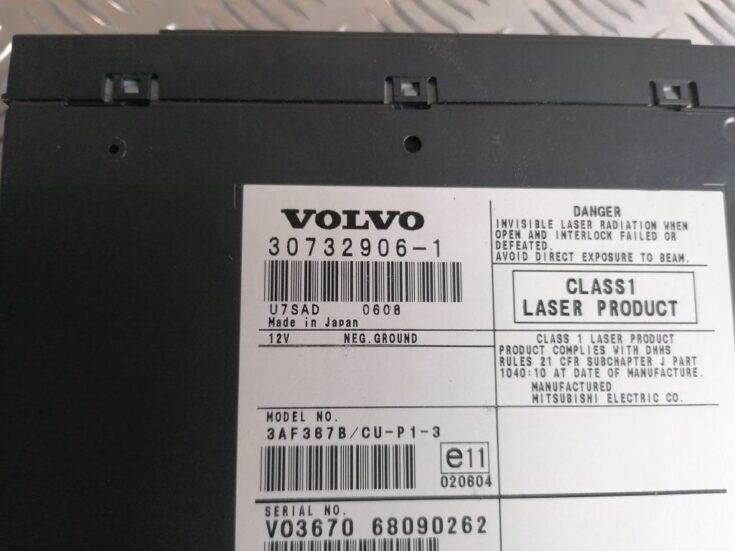 VOLVO
30732906-1
U7SAD 0608
Made in Japan
12V NEG.GROUND
MODEL NO.
3AF367B/CU-P1-3
e11
020604
SERIAL NO.
V03670 68090262
DANGER
INVISIBLE LASER RADIATION WHEN
OPEN AND INTERLOCK FAILED OR
DEFEATED.
AVOID DIRECT EXPOSURE TO BEAM.
CLASS1
LASER PRODUCT
CLASS 1 LASER PRODUCT
PRODUCT COMPLIES WITH DHHS
RULES 21 CFR SUBCHAPTER J PART
1040:10 AT DATE OF MANUFACTURE.
MANUFACTURED
MITSUBISHI ELECTRIC CO.